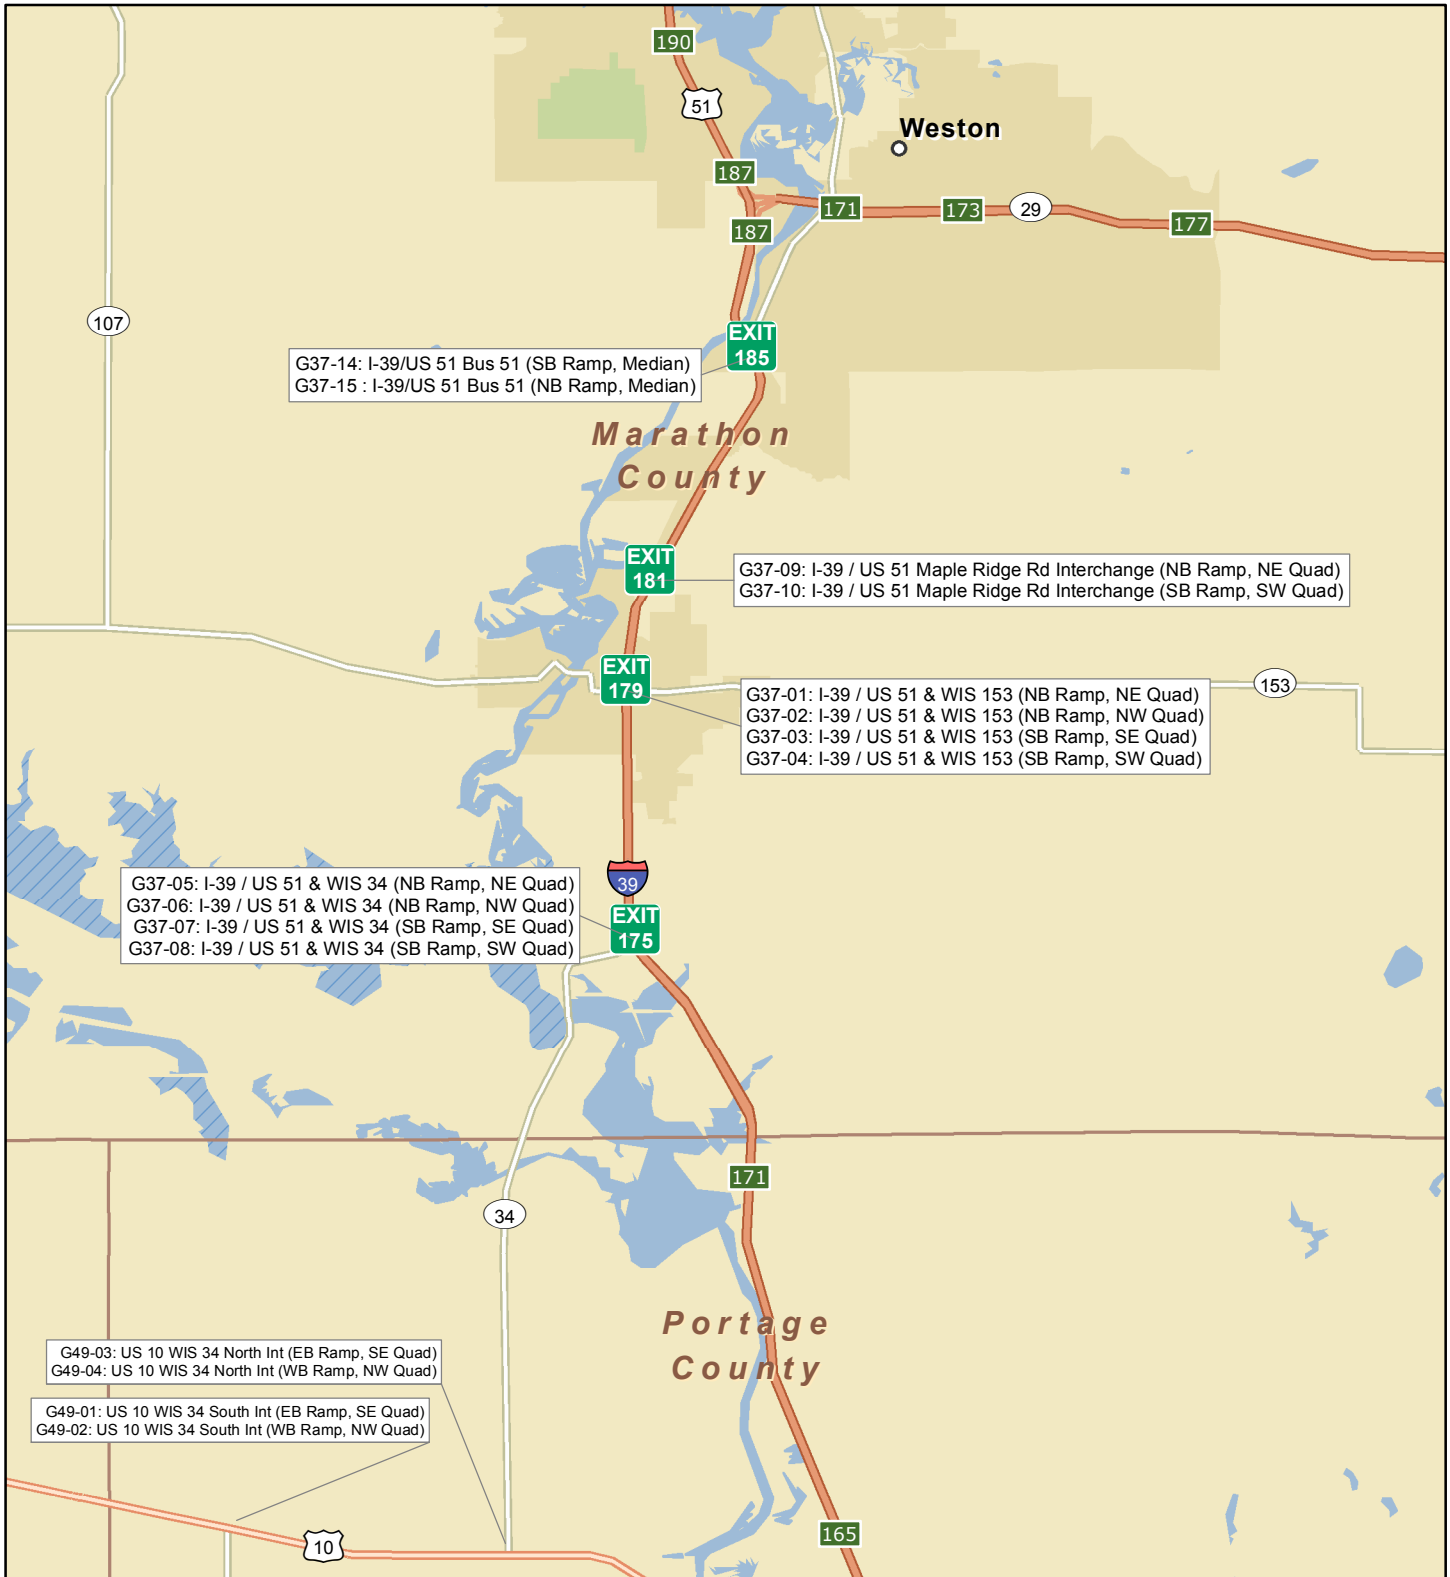 190
51
Weston
187
171
173
29
177
187
107
EXIT
185
G37-14: I-39/US 51 Bus 51 (SB Ramp, Median)
G37-15 : I-39/US 51 Bus 51 (NB Ramp, Median)
Marathon
County
EXIT
181
G37-09: I-39 / US 51 Maple Ridge Rd Interchange (NB Ramp, NE Quad)
G37-10: I-39 / US 51 Maple Ridge Rd Interchange (SB Ramp, SW Quad)
EXIT
179
153
G37-01: I-39 / US 51 & WIS 153 (NB Ramp, NE Quad)
G37-02: I-39 / US 51 & WIS 153 (NB Ramp, NW Quad)
G37-03: I-39 / US 51 & WIS 153 (SB Ramp, SE Quad)
G37-04: I-39 / US 51 & WIS 153 (SB Ramp, SW Quad)
39
G37-05: I-39 / US 51 & WIS 34 (NB Ramp, NE Quad)
G37-06: I-39 / US 51 & WIS 34 (NB Ramp, NW Quad)
G37-07: I-39 / US 51 & WIS 34 (SB Ramp, SE Quad)
G37-08: I-39 / US 51 & WIS 34 (SB Ramp, SW Quad)
EXIT
175
171
34
Portage
County
G49-03: US 10 WIS 34 North Int (EB Ramp, SE Quad)
G49-04: US 10 WIS 34 North Int (WB Ramp, NW Quad)
G49-01: US 10 WIS 34 South Int (EB Ramp, SE Quad)
G49-02: US 10 WIS 34 South Int (WB Ramp, NW Quad)
165
10